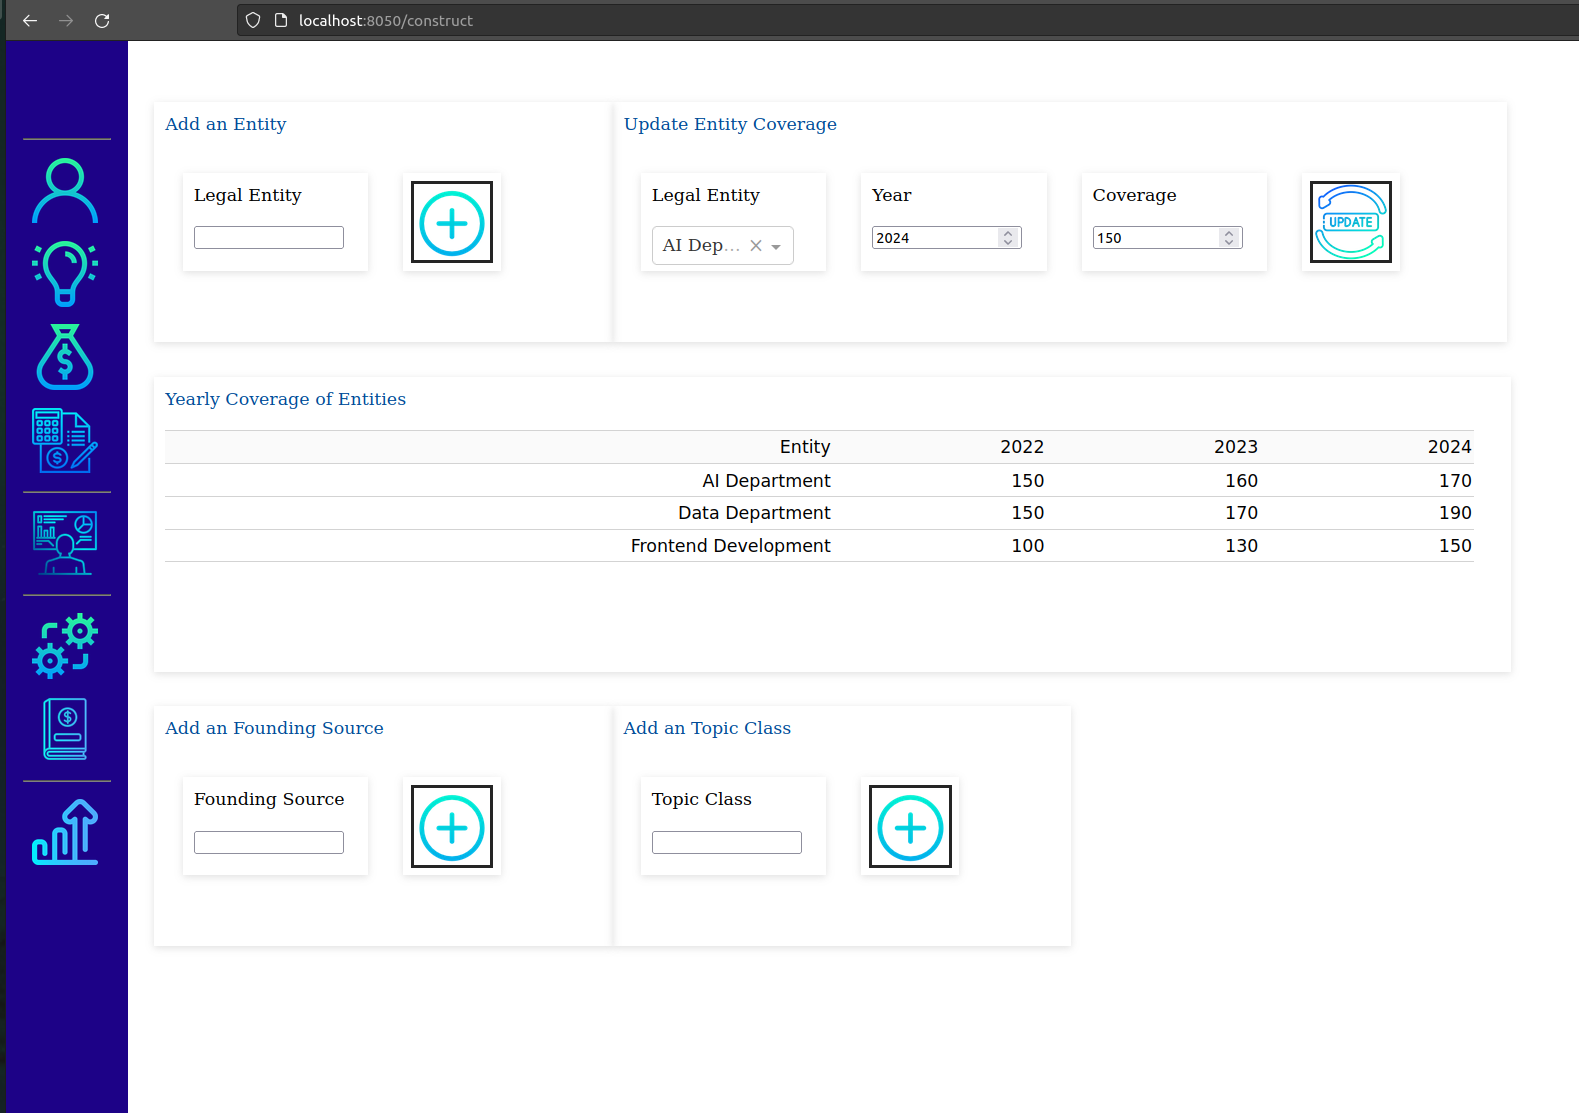 localhost:8050/construct
Add an Entity
Update Entity Coverage
Legal Entity
Legal Entity
Year
Coverage
AI Dep...
2024
150
UPDATE
Yearly Coverage of Entities
Entity 2022 2023 2024
AI Department 150 160 170
Data Department 150 170 190
Frontend Development 100 130 150
Add an Founding Source
Add an Topic Class
Founding Source
Topic Class